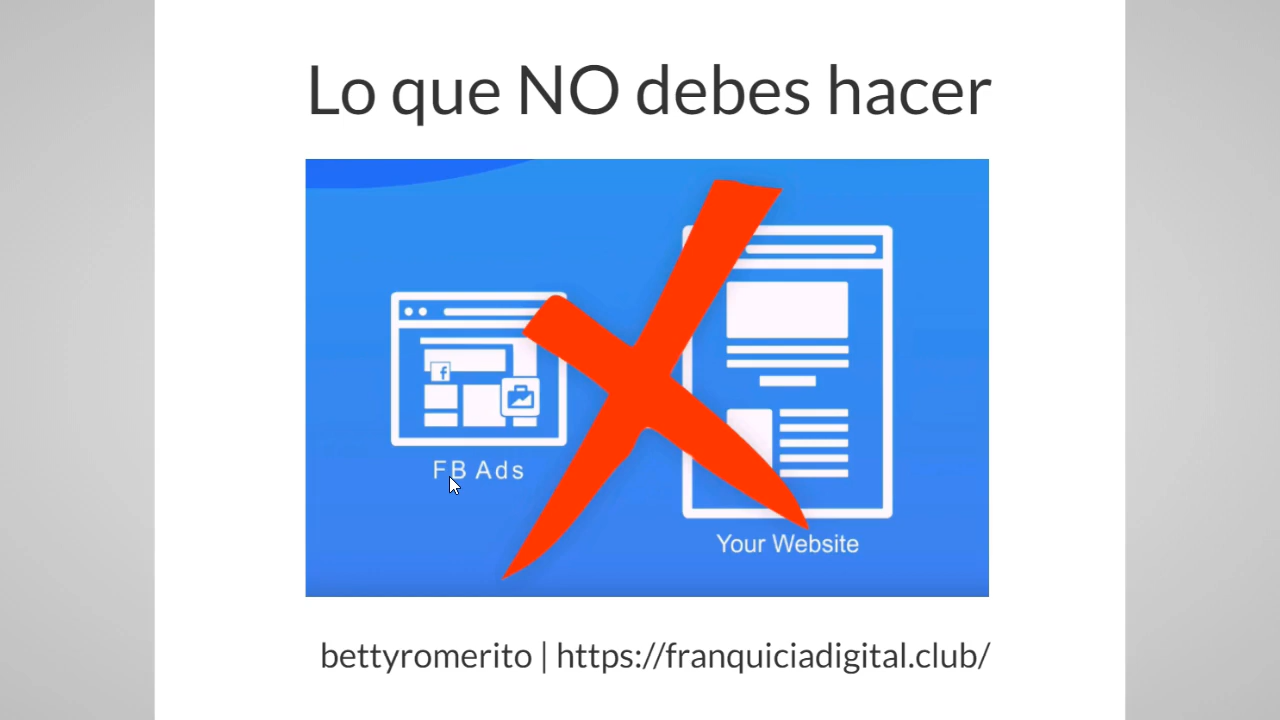 Lo que NO debes hacer
f
FB Ads
Your Website
bettyromerito | https://franquiciadigital.club/